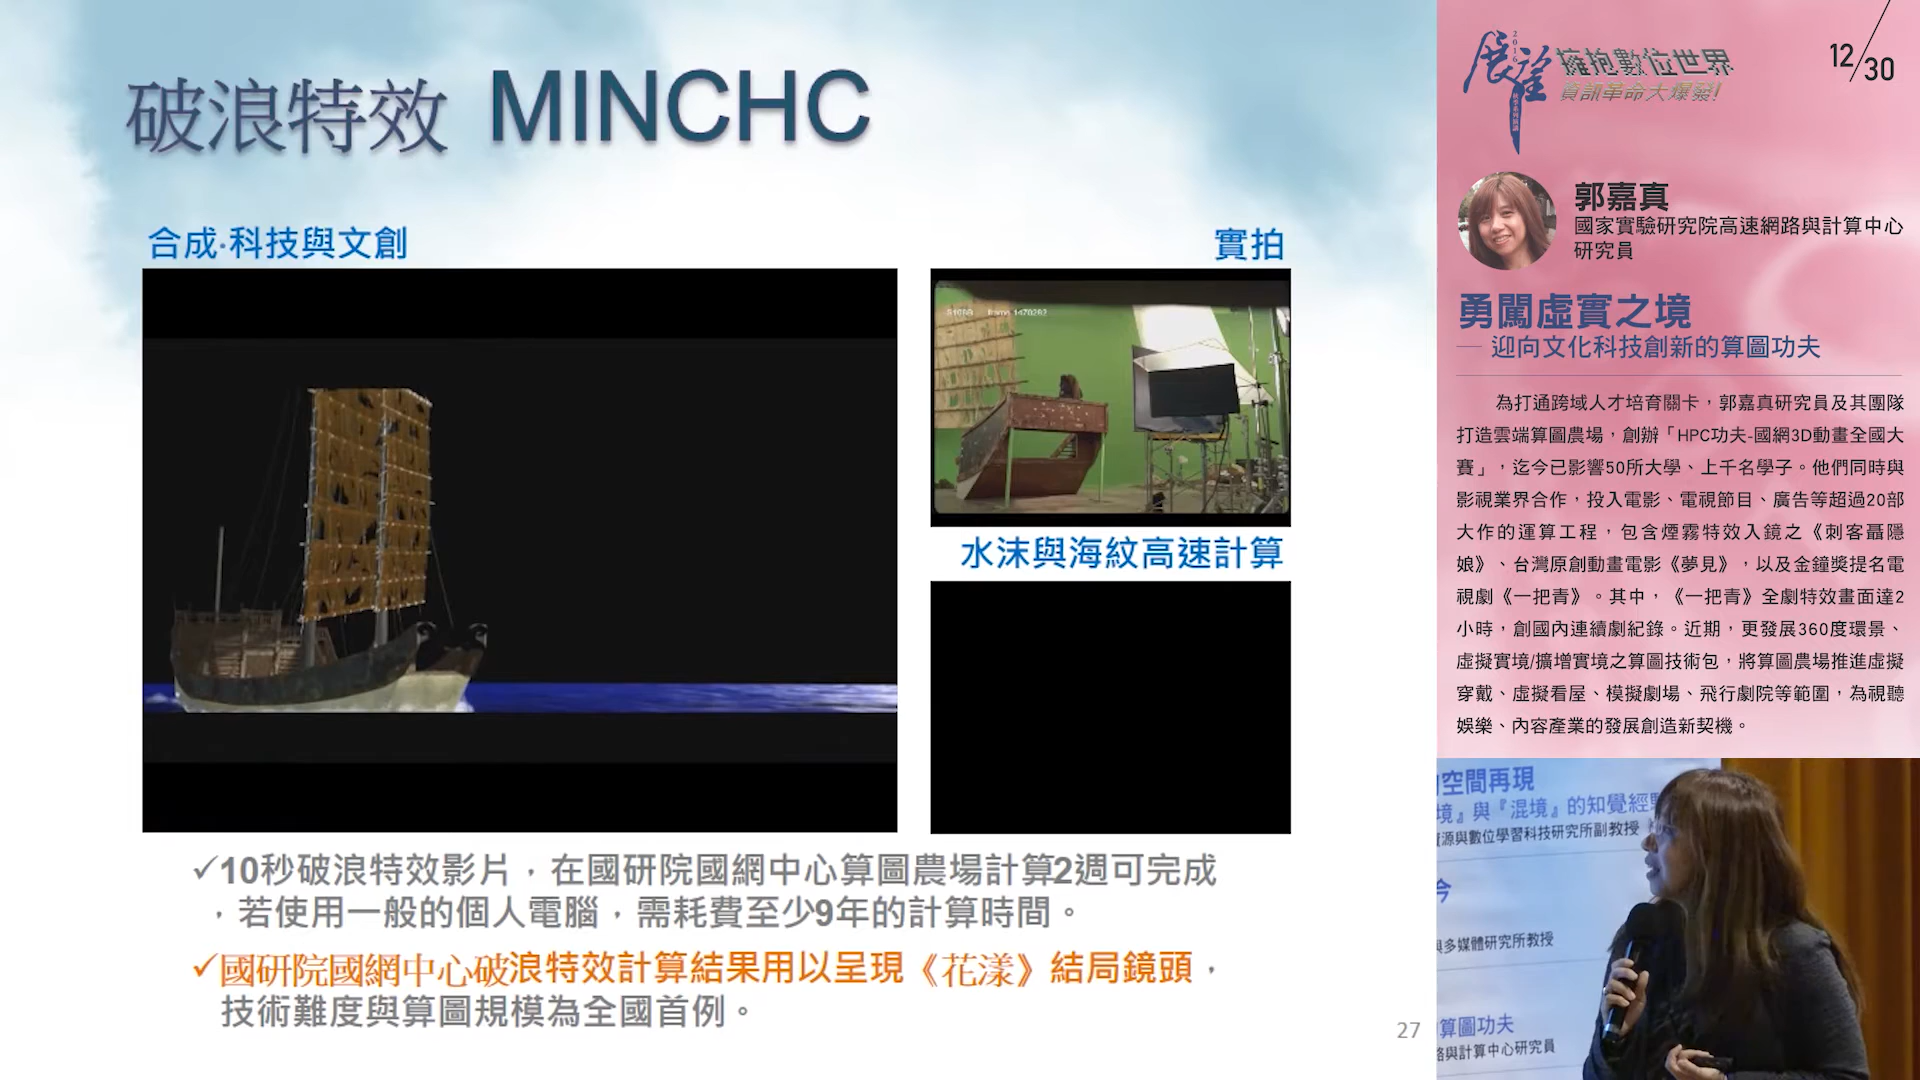 破浪特效 MINCHC
合成·科技與文創
實拍
水沫與海紋高速計算
✓10秒破浪特效影片，在國研院國網中心算圖農場計算2週可完成
，若使用一般的個人電腦，需耗費至少9年的計算時間。
✓國研院國網中心破浪特效計算結果用以呈現《花漾》結局鏡頭，
技術難度與算圖規模為全國首例。
27
2016
展望
秋季系列展講
擁抱數位世界
資訊革命大爆發!
12/30
郭嘉真
國家實驗研究院高速網路與計算中心
研究員
勇闖虛實之境
— 迎向文化科技創新的算圖功夫
為打通跨域人才培育關卡，郭嘉真研究員及其團隊
打造雲端算圖農場，創辦「HPC功夫-國網3D動畫全國大
賽」，迄今已影響50所大學、上千名學子。他們同時與
影視業界合作，投入電影、電視節目、廣告等超過20部
大作的運算工程，包含煙霧特效入鏡之《刺客聶隱
娘》、台灣原創動畫電影《夢見》，以及金鐘獎提名電
視劇《一把青》。其中，《一把青》全劇特效畫面達2
小時，創國內連續劇紀錄。近期，更發展360度環景、
虛擬實境/擴增實境之算圖技術包，將算圖農場推進虛擬
穿戴、虛擬看屋、模擬劇場、飛行劇院等範圍，為視聽
娛樂、內容產業的發展創造新契機。
空間再現
境』與『混境』的知覺經
資源與數位學習科技研究所副教授
今
與多媒體研究所教授
算圖功夫
路與計算中心研究員